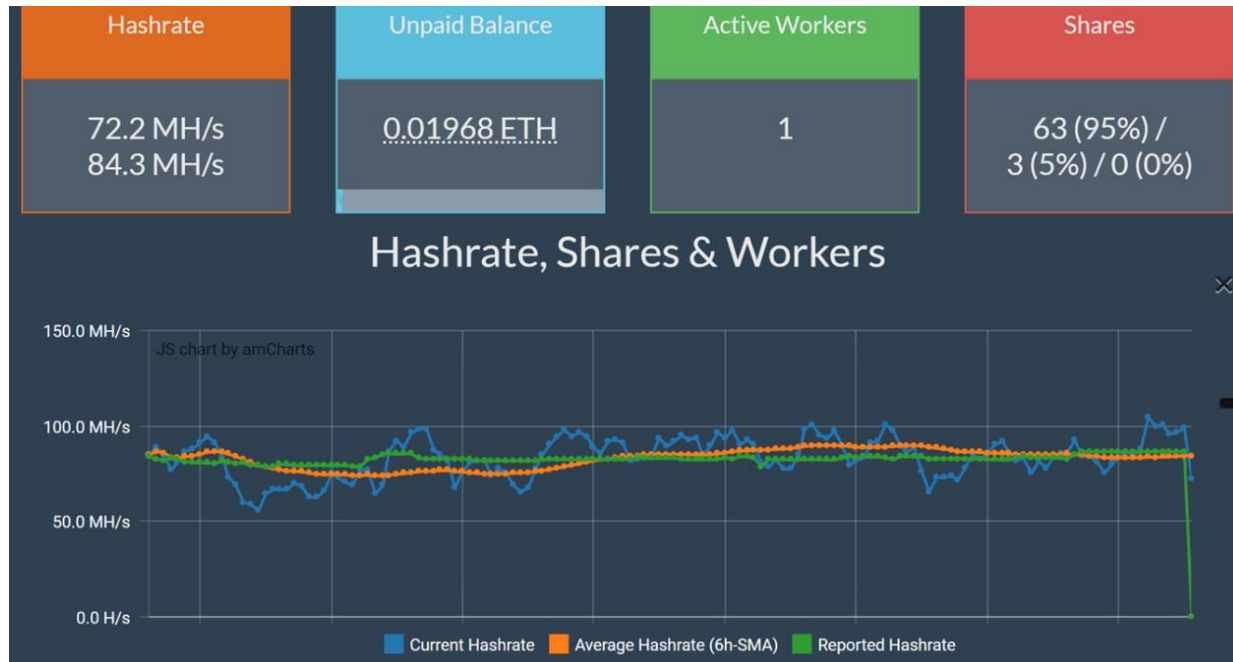 Hashrate
Unpaid Balance
Active Workers
Shares
72.2 MH/s
84.3 MH/s
0.01968 ETH
1
63 (95%) /
3 (5%) / 0 (0%)
Hashrate, Shares & Workers
150.0 MH/s
JS chart by amCharts
100.0 MH/s
50.0 MH/s
0.0 H/s
Current Hashrate
Average Hashrate (6h-SMA)
Reported Hashrate